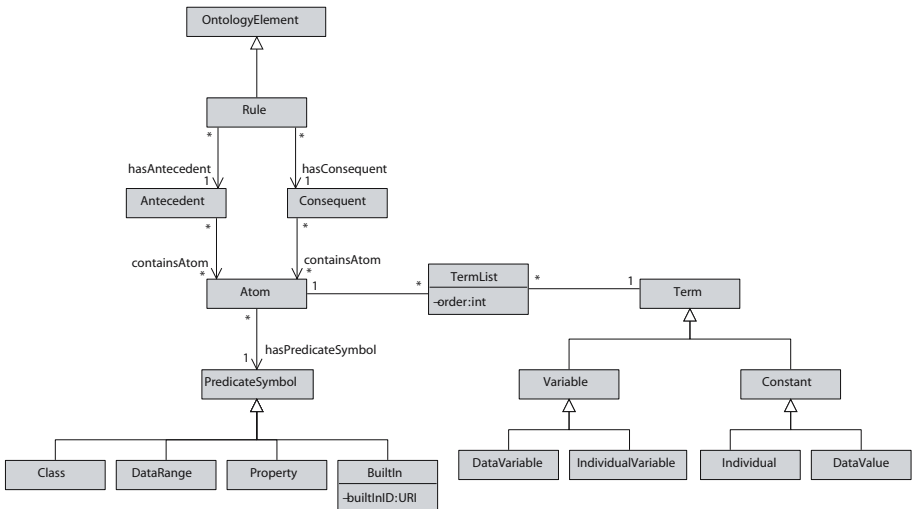 OntologyElement
Rule
*
*
hasAntecedent
hasConsequent
1
1
Antecedent
Consequent
*
*
containsAtom
containsAtom
*
*
Atom
1
*
TermList
-order:int
*
1
Term
*
hasPredicateSymbol
1
PredicateSymbol
Variable
Constant
Class
DataRange
Property
BuiltIn
-builtInID:URI
DataVariable
IndividualVariable
Individual
DataValue